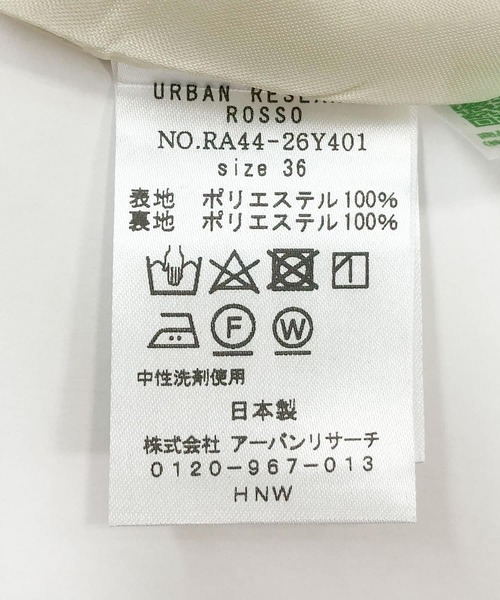 URBAN RESEAR
ROSSO
NO.RA44-26Y401
size 36
表地 ポリエステル100%
裏地 ポリエステル100%
F W
中性洗剤使用
日本製
株式会社 アーバンリサーチ
0120-967-013
HNW